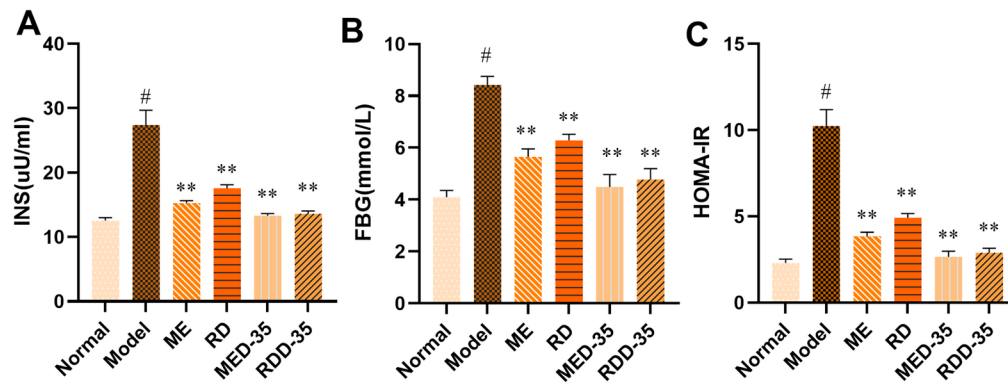 A
INS(uU/ml)
40
30
20
10
0
#
**
**
**
**
Normal
Model
ME
RD
MED-35
RDD-35
B
FBG(mmol/L)
10
8
6
4
2
0
#
**
**
**
**
Normal
Model
ME
RD
MED-35
RDD-35
C
HOMA-IR
15
10
5
0
#
**
**
**
**
Normal
Model
ME
RD
MED-35
RDD-35